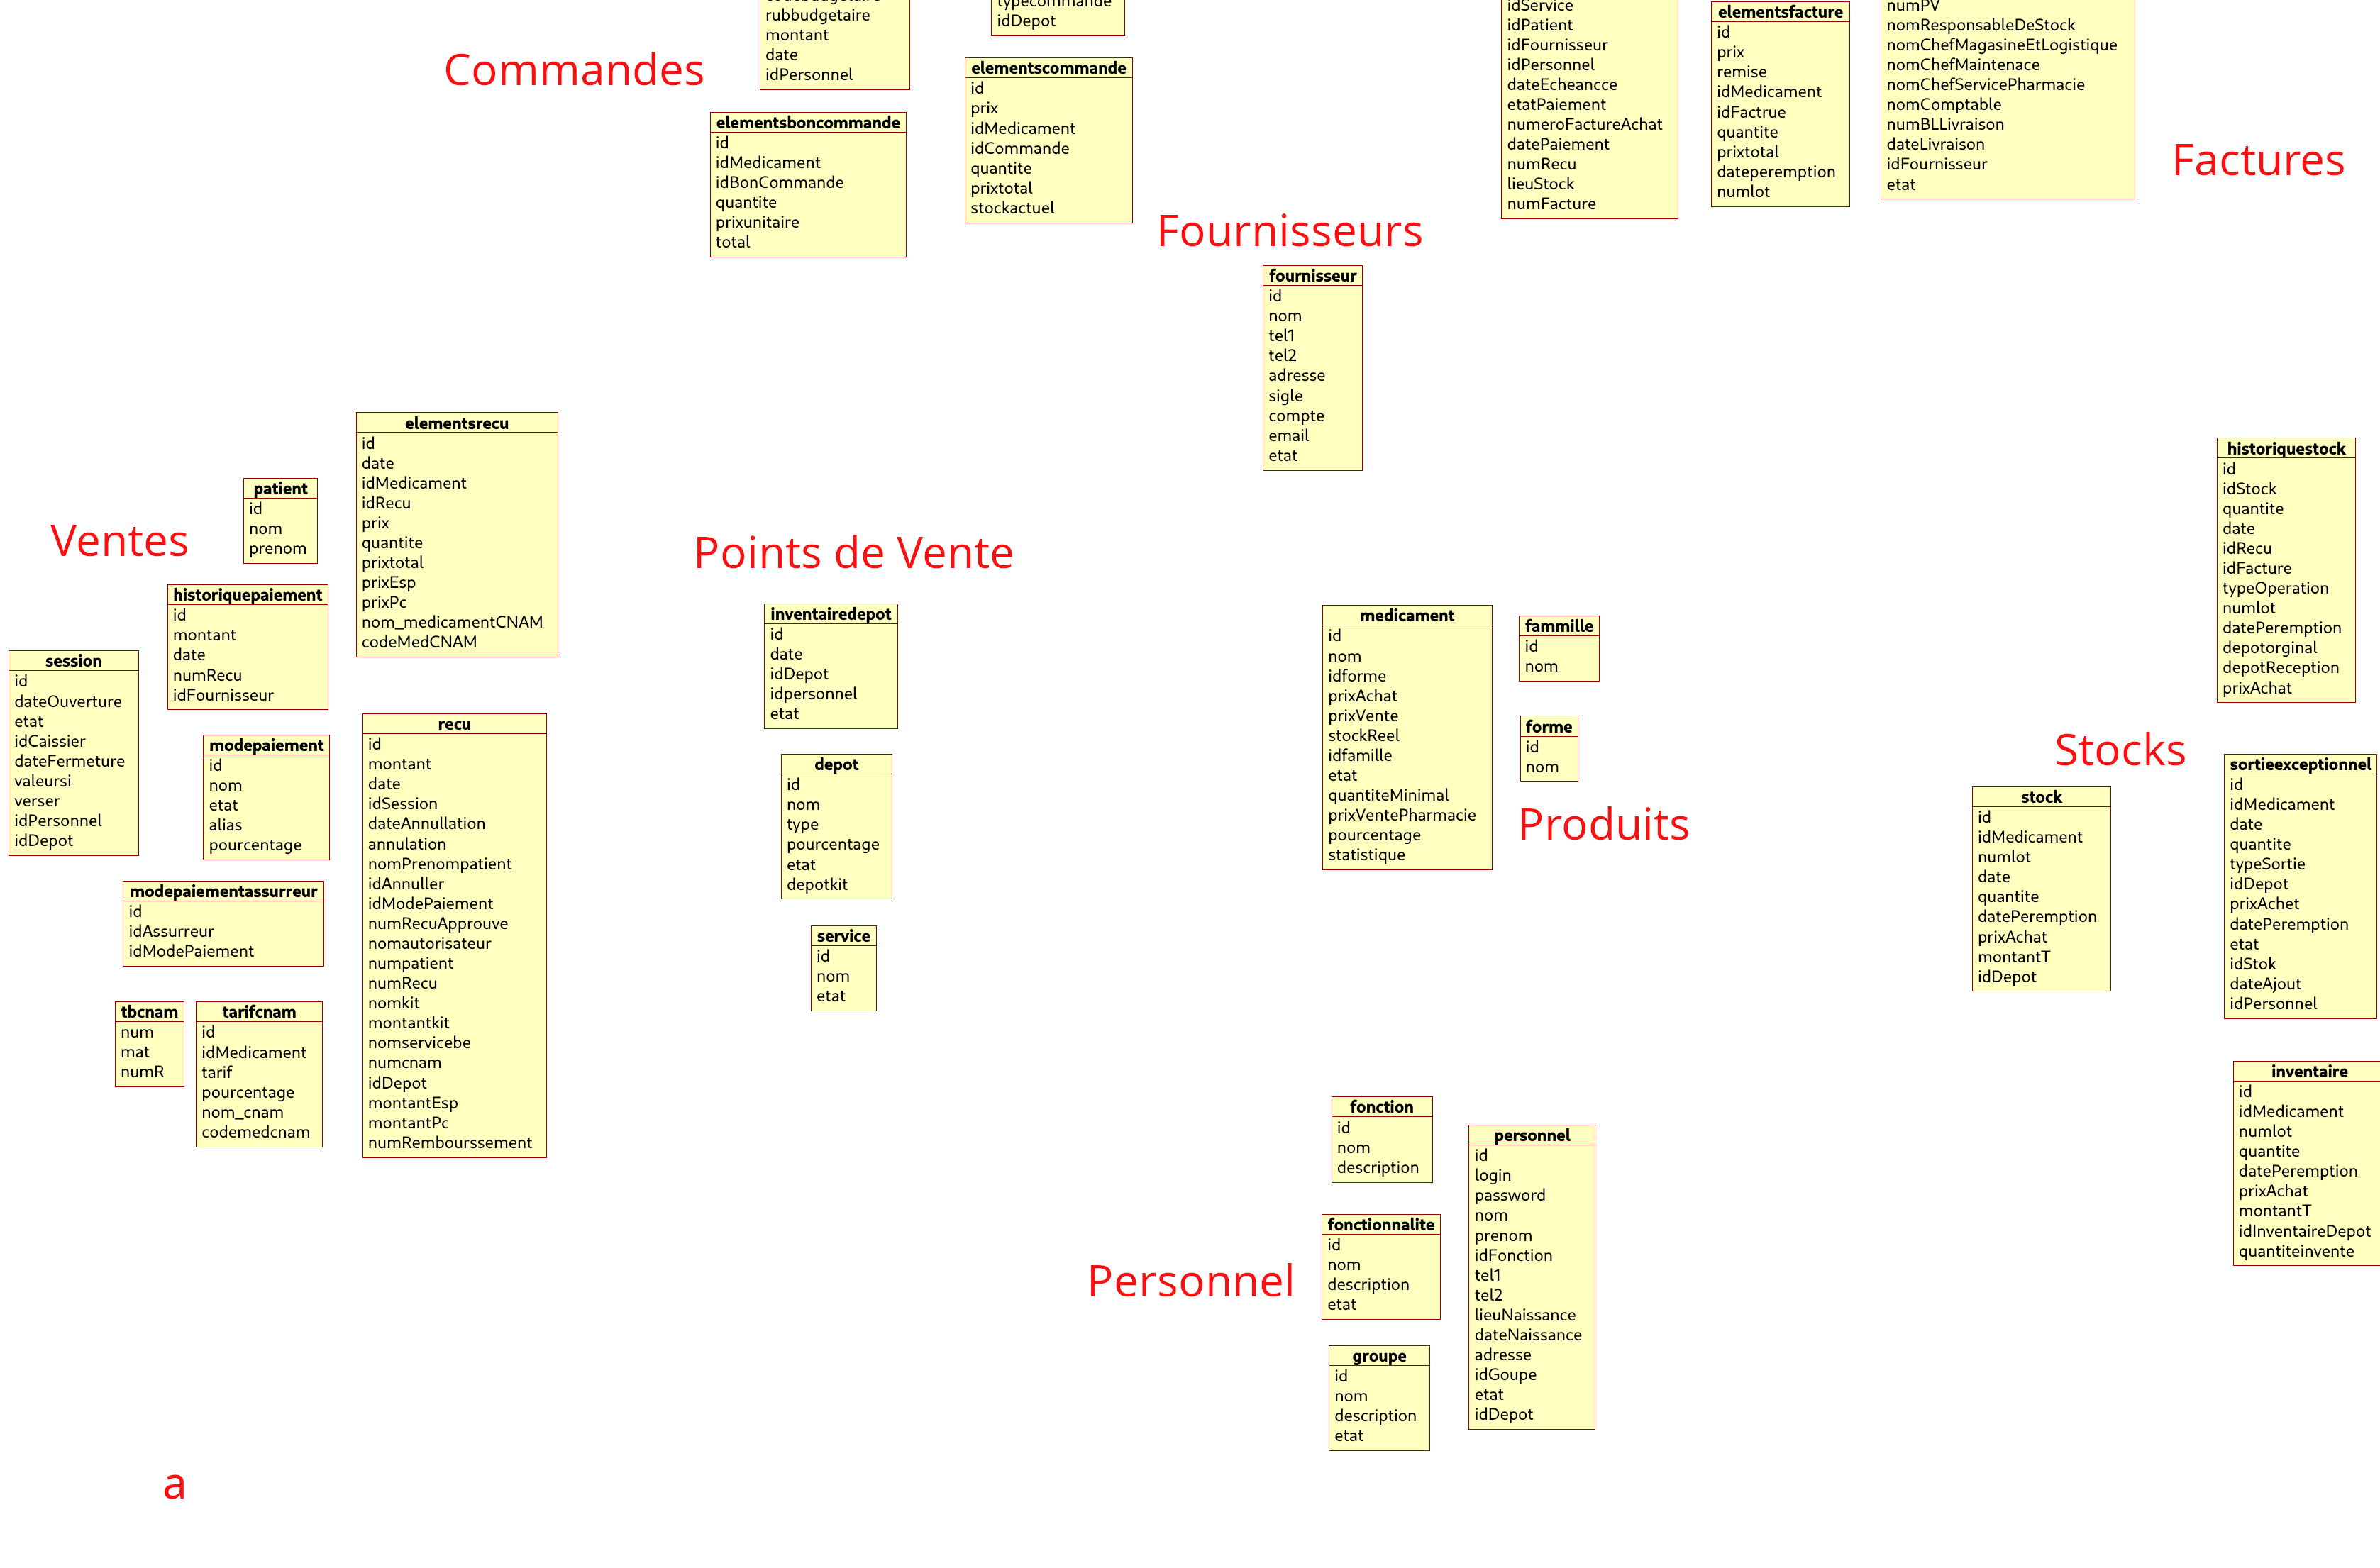 rubbudgetaire
montant
date
idPersonnel
Commandes
elementsboncommande
id
idMedicament
idBonCommande
quantite
prixunitaire
total
typecommande
idDepot
elementscommande
id
prix
idMedicament
idCommande
quantite
prixtotal
stockactuel
Fournisseurs
fournisseur
id
nom
tel1
tel2
adresse
sigle
compte
email
etat
idService
idPatient
idFournisseur
idPersonnel
dateEcheancce
etatPaiement
numeroFactureAchat
datePaiement
numRecu
lieuStock
numFacture
elementsfacture
id
prix
remise
idMedicament
idFactrue
quantite
prixtotal
dateperemption
numlot
numPV
nomResponsableDeStock
nomChefMagasineEtLogistique
nomChefMaintenace
nomChefServicePharmacie
nomComptable
numBLLivraison
dateLivraison
idFournisseur
etat
Factures
Ventes
patient
id
nom
prenom
elementsrecu
id
date
idMedicament
idRecu
prix
quantite
prixtotal
prixEsp
prixPc
nom_medicamentCNAM
codeMedCNAM
historiquepaiement
id
montant
date
numRecu
idFournisseur
session
id
dateOuverture
etat
idCaissier
dateFermeture
valeursi
verser
idPersonnel
idDepot
modepaiement
id
nom
etat
alias
pourcentage
modepaiementassurreur
id
idAssurreur
idModePaiement
tbcnam
num
mat
numR
tarifcnam
id
idMedicament
tarif
pourcentage
nom_cnam
codemedcnam
recu
id
montant
date
idSession
dateAnnullation
annulation
nomPrenompatient
idAnnuller
idModePaiement
numRecuApprouve
nomautorisateur
numpatient
numRecu
nomkit
montantkit
nomservicebe
numcnam
idDepot
montantEsp
montantPc
numRembourssement
Points de Vente
inventairedepot
id
date
idDepot
idpersonnel
etat
depot
id
nom
type
pourcentage
etat
depotkit
service
id
nom
etat
medicament
id
nom
idforme
prixAchat
prixVente
stockReel
idfamille
etat
quantiteMinimal
prixVentePharmacie
pourcentage
statistique
fammille
id
nom
forme
id
nom
Produits
Stocks
historiquestock
id
idStock
quantite
date
idRecu
idFacture
typeOperation
numlot
datePeremption
depotorginal
depotReception
prixAchat
stock
id
idMedicament
numlot
date
quantite
datePeremption
prixAchat
montantT
idDepot
sortieexceptionnel
id
idMedicament
date
quantite
typeSortie
idDepot
prixAchet
datePeremption
etat
idStok
dateAjout
idPersonnel
inventaire
id
idMedicament
numlot
quantite
datePeremption
prixAchat
montantT
idInventaireDepot
quantiteinvente
Personnel
fonction
id
nom
description
fonctionnalite
id
nom
description
etat
groupe
id
nom
description
etat
personnel
id
login
password
nom
prenom
idFonction
tel1
tel2
lieuNaissance
dateNaissance
adresse
idGoupe
etat
idDepot
a